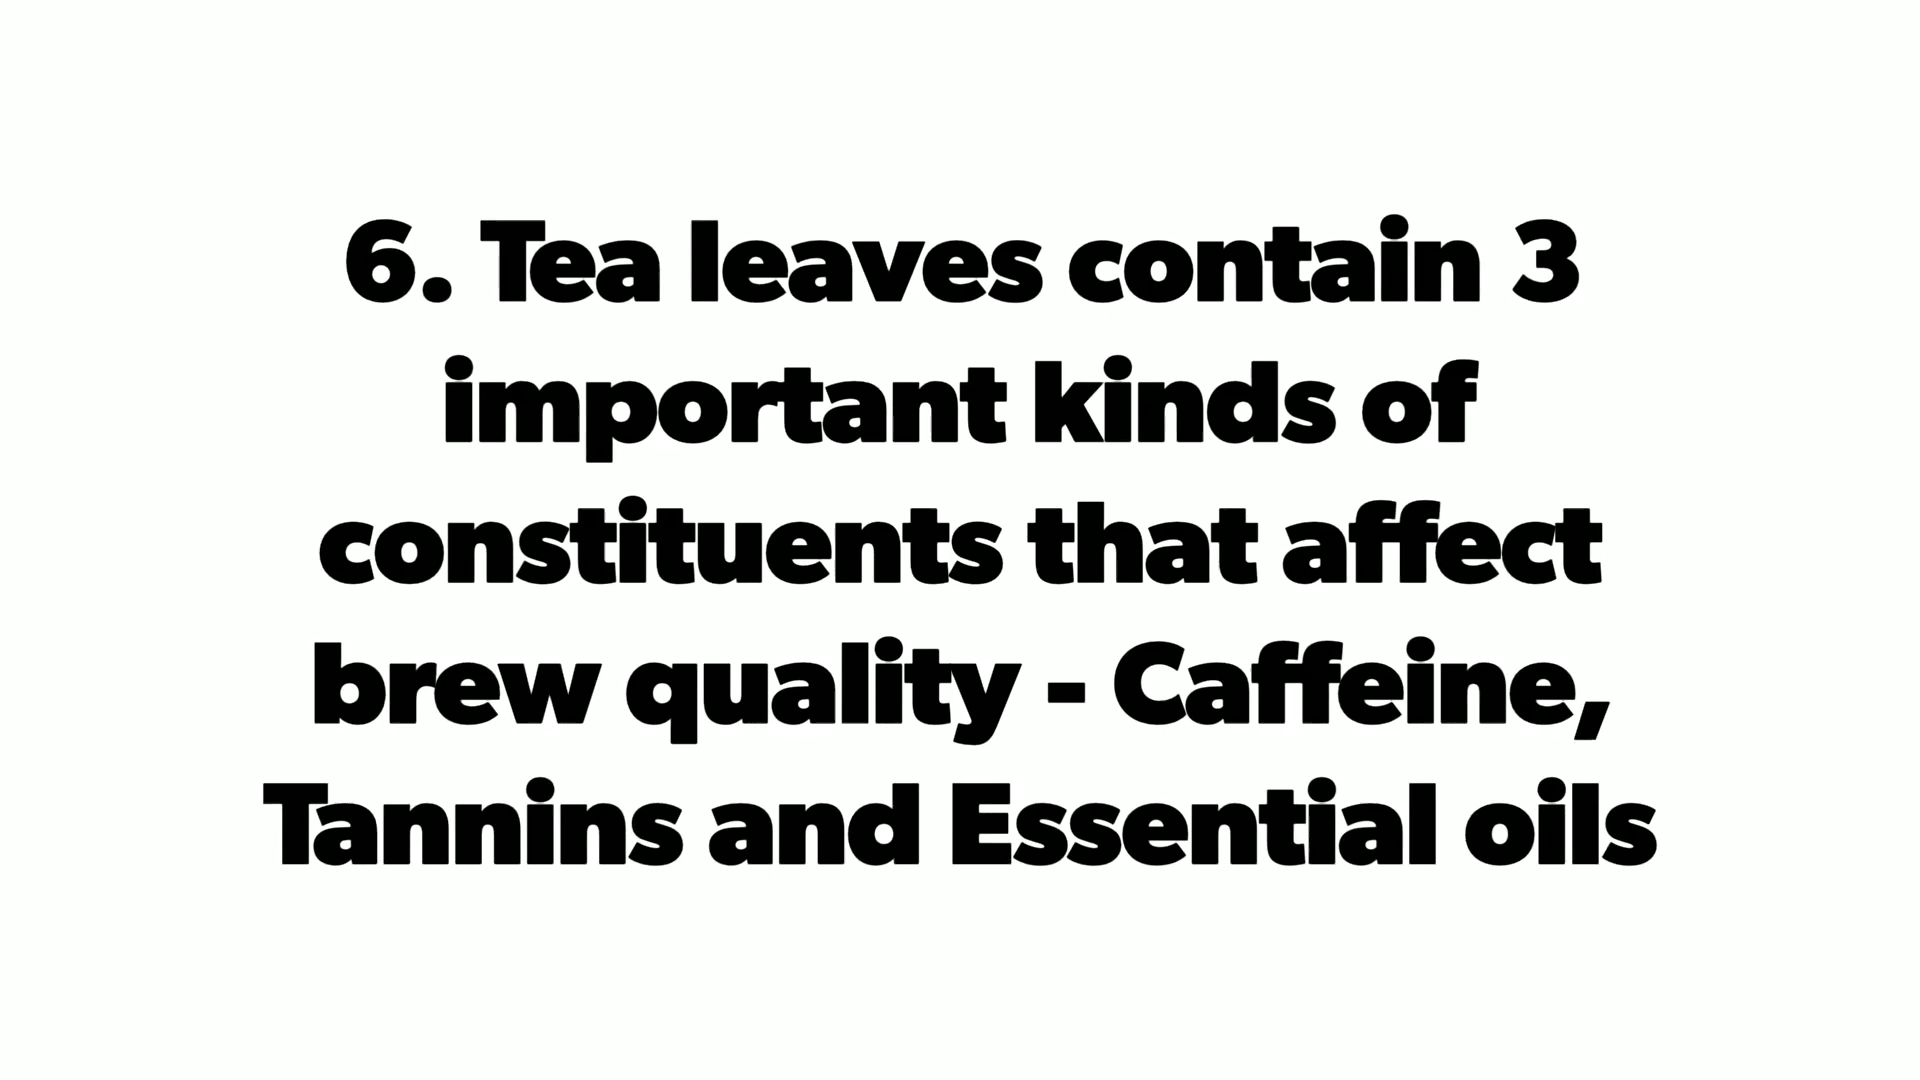 6. Tea leaves contain 3
important kinds of
constituents that affect
brew quality - Caffeine,
Tannins and Essential oils